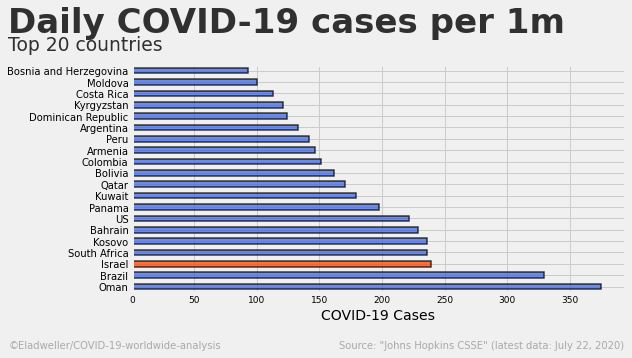 Daily COVID-19 cases per 1m
Top 20 countries
Bosnia and Herzegovina
Moldova
Costa Rica
Kyrgyzstan
Dominican Republic
Argentina
Peru
Armenia
Colombia
Bolivia
Qatar
Kuwait
Panama
US
Bahrain
Kosovo
South Africa
Israel
Brazil
Oman
0 50 100 150 200 250 300 350
COVID-19 Cases
©Eladweller/COVID-19-worldwide-analysis Source: "Johns Hopkins CSSE" (latest data: July 22, 2020)